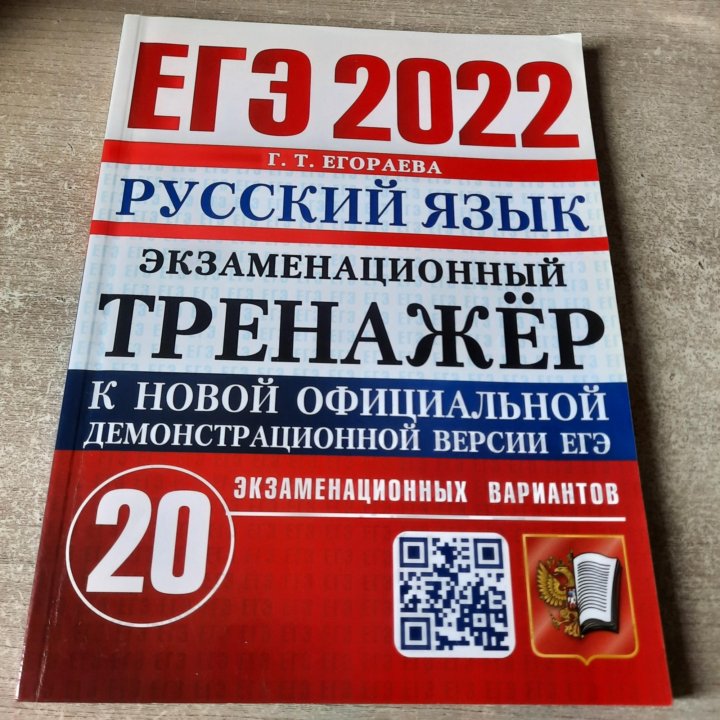 ЕГЭ 2022
Г. Т. ЕГОРАЕВА
РУССКИЙ ЯЗЫК
ЭКЗАМЕНАЦИОННЫЙ
ТРЕНАЖЁР
К НОВОЙ ОФИЦИАЛЬНОЙ
ДЕМОНСТРАЦИОННОЙ ВЕРСИИ ЕГЭ
20
ЭКЗАМЕНАЦИОННЫХ ВАРИАНТОВ